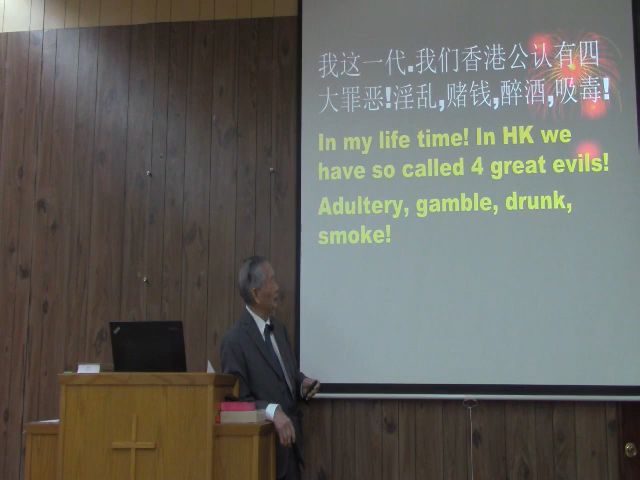 我这一代.我们香港公认有四
大罪恶!淫乱,赌钱,醉酒,吸毒!
In my life time! In HK we
have so called 4 great evils!
Adultery, gamble, drunk,
smoke!